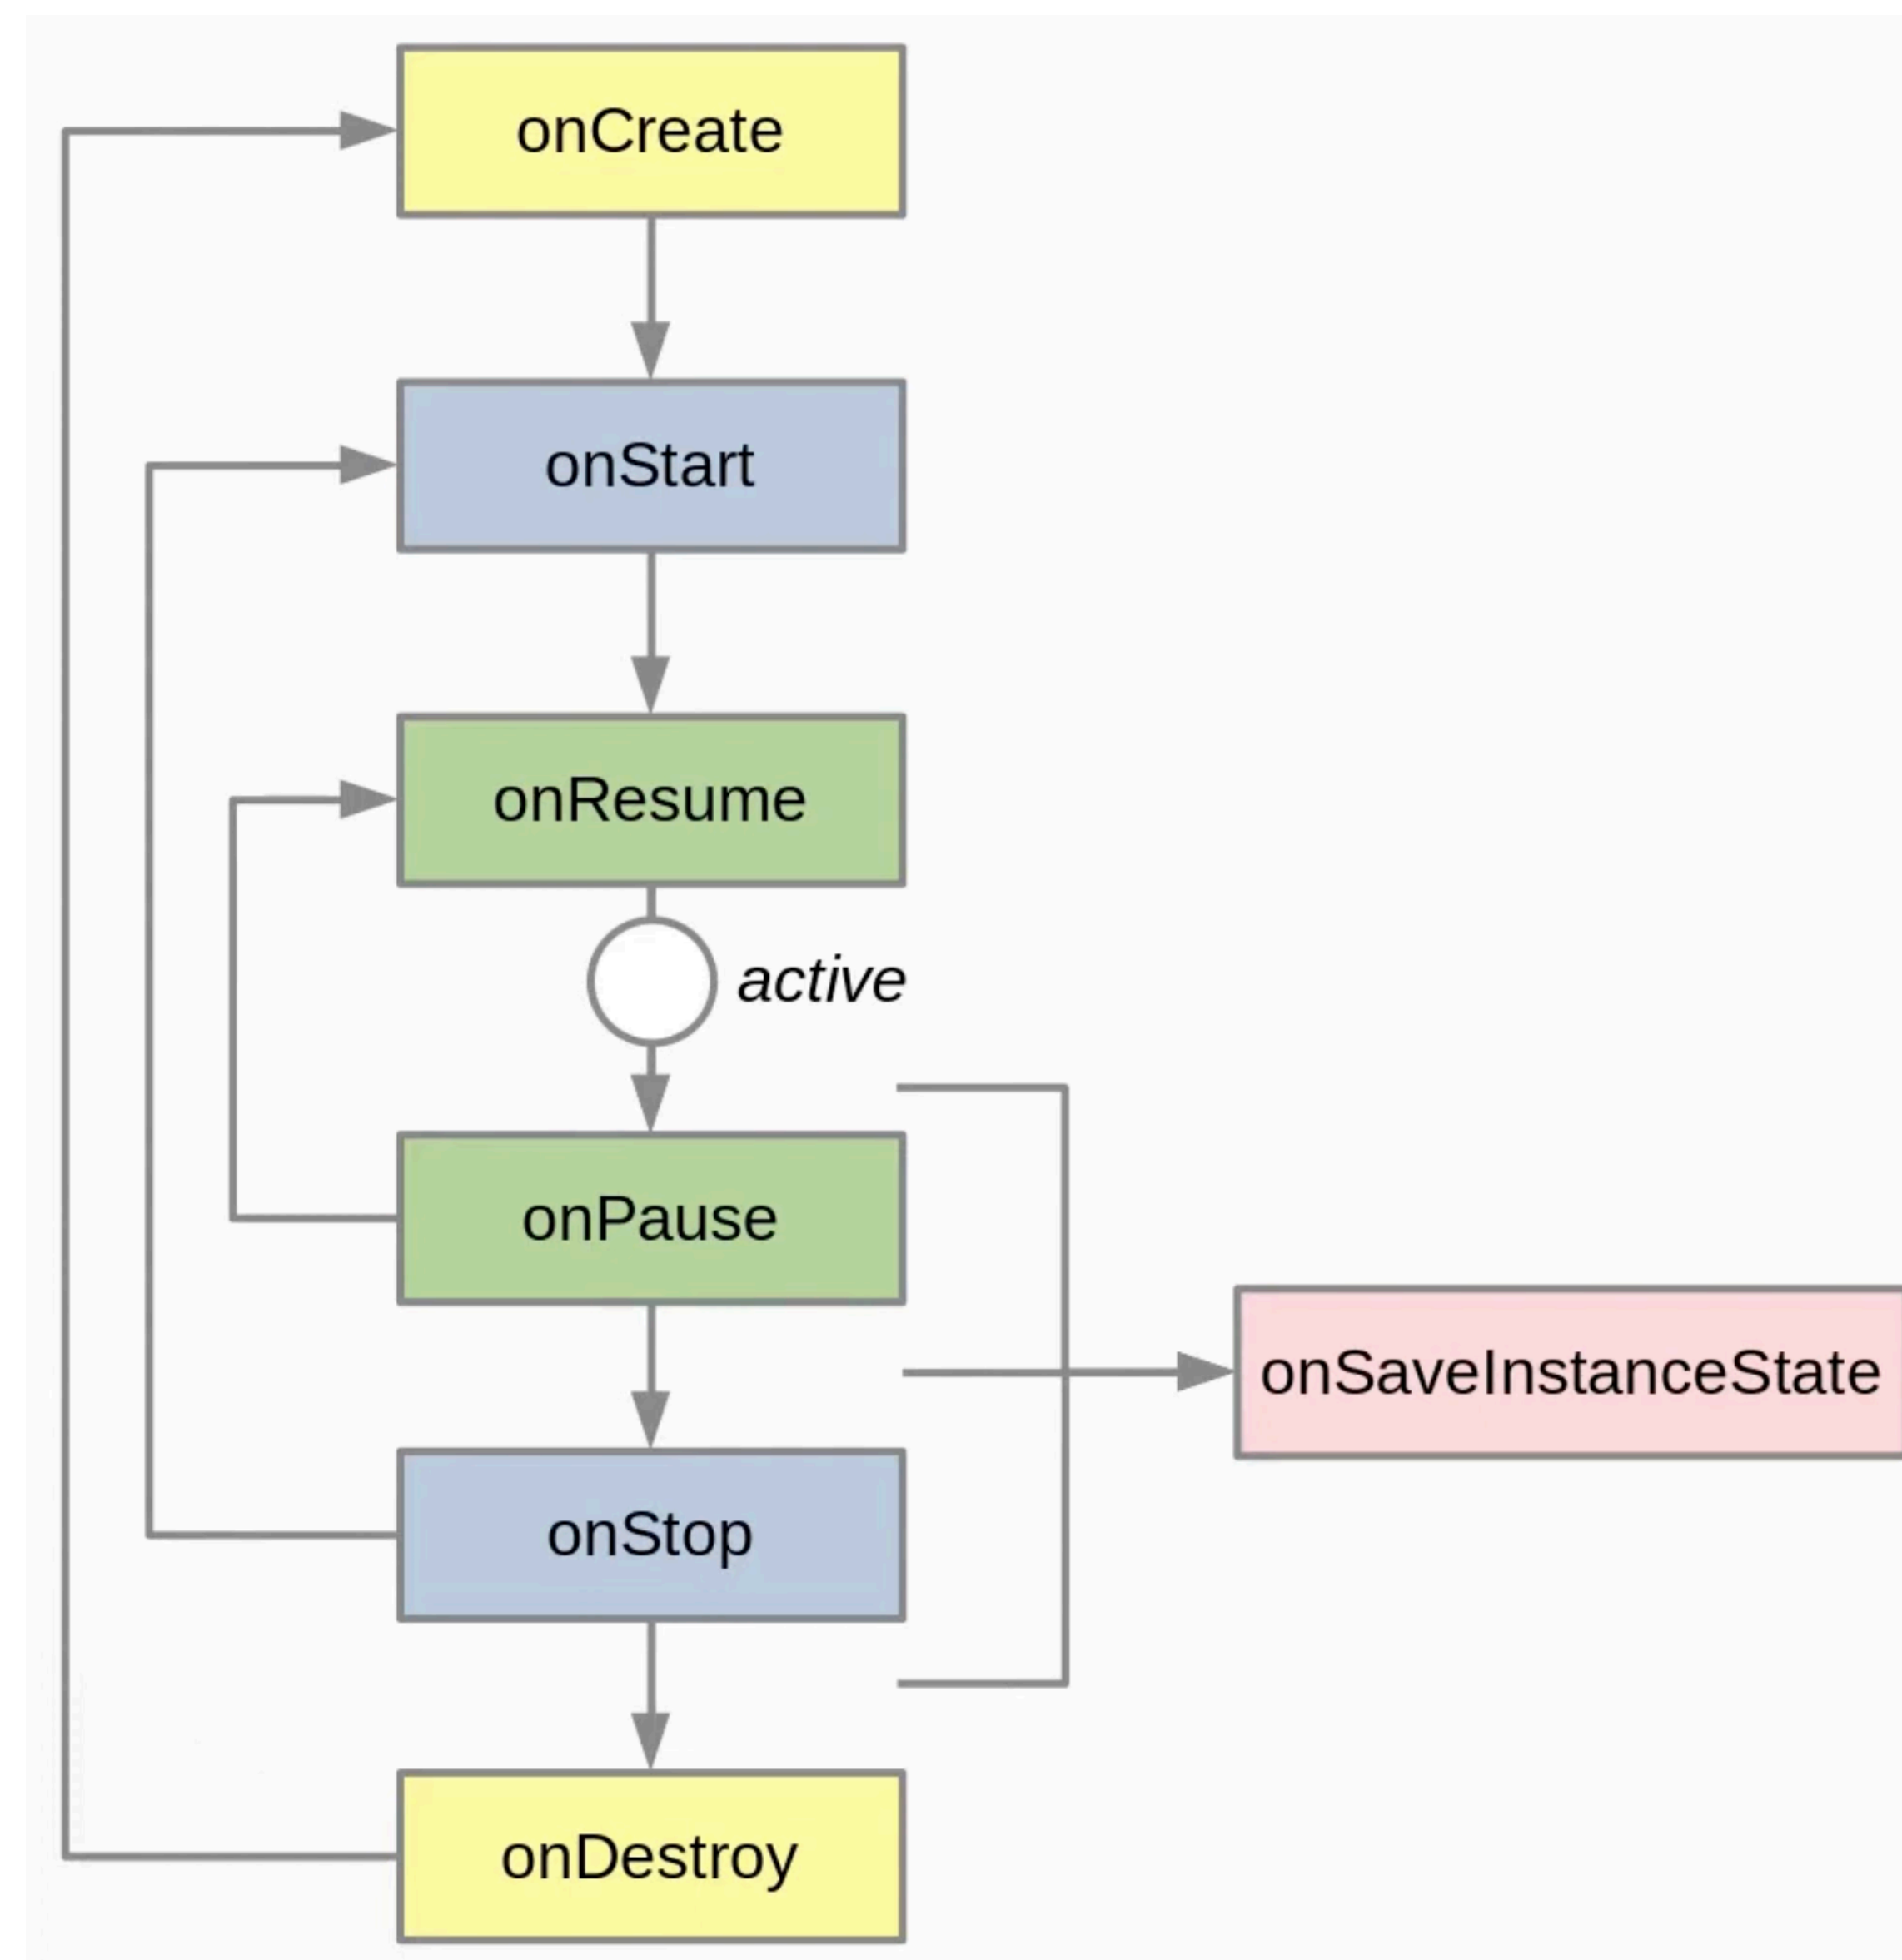 onCreate
onStart
onResume
active
onPause
onSaveInstanceState
onStop
onDestroy